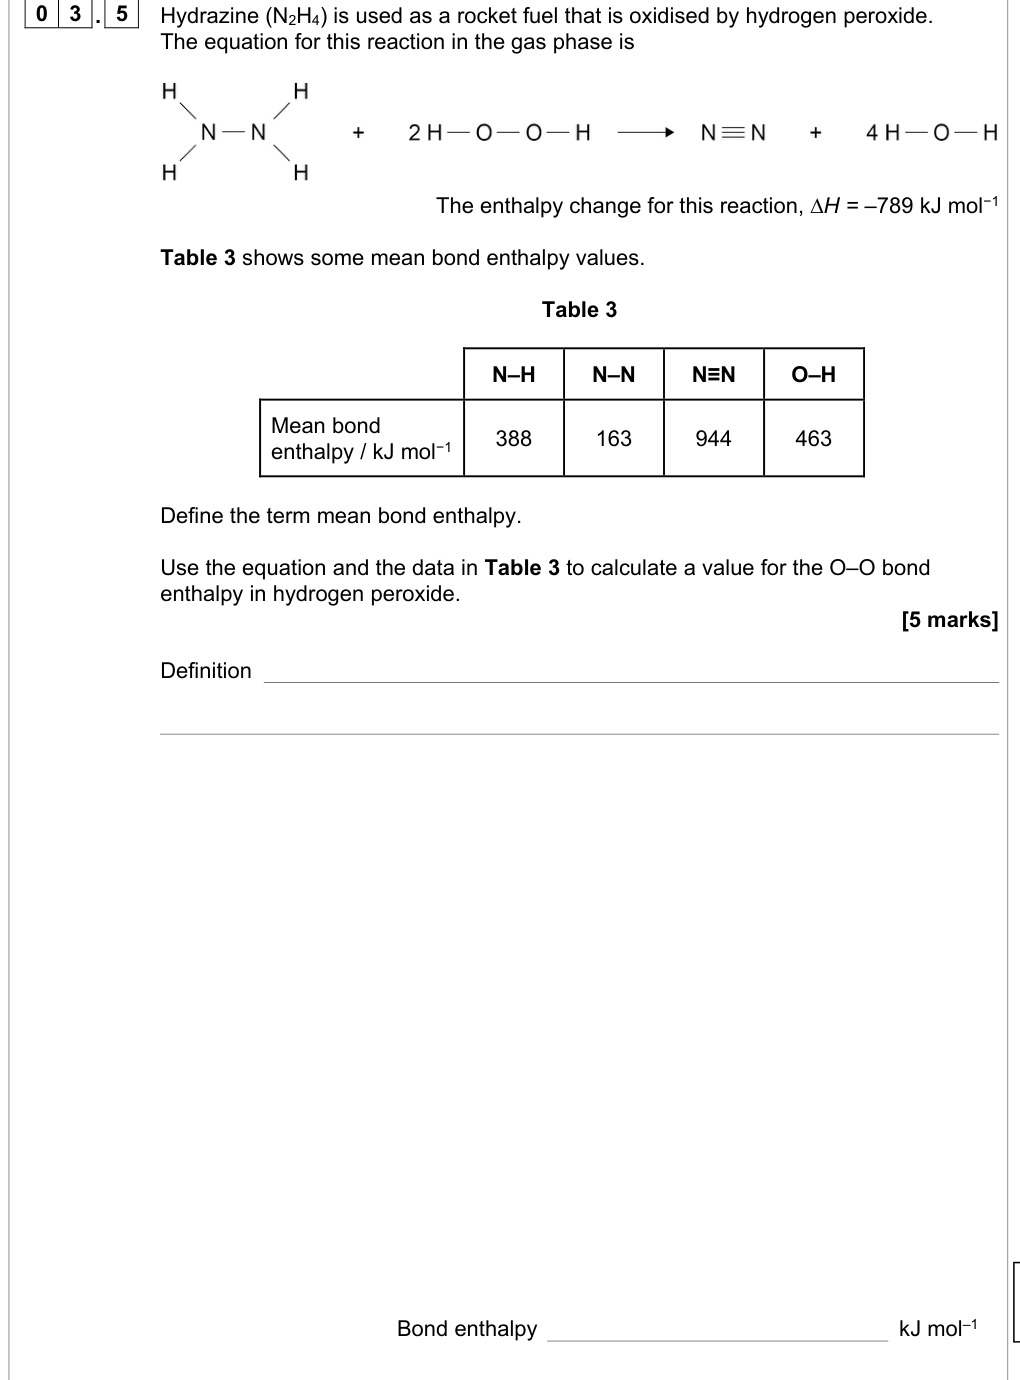 0 3 . 5 Hydrazine (N₂H₄) is used as a rocket fuel that is oxidised by hydrogen peroxide.
The equation for this reaction in the gas phase is
H H
N — N + 2 H — O — O — H ⟶ N ≡ N + 4 H — O — H
H H
The enthalpy change for this reaction, ΔH = –789 kJ mol⁻¹
Table 3 shows some mean bond enthalpy values.
Table 3
N–H N–N N≡N O–H
Mean bond
enthalpy / kJ mol⁻¹ 388 163 944 463
Define the term mean bond enthalpy.
Use the equation and the data in Table 3 to calculate a value for the O–O bond
enthalpy in hydrogen peroxide.
[5 marks]
Definition
Bond enthalpy kJ mol⁻¹